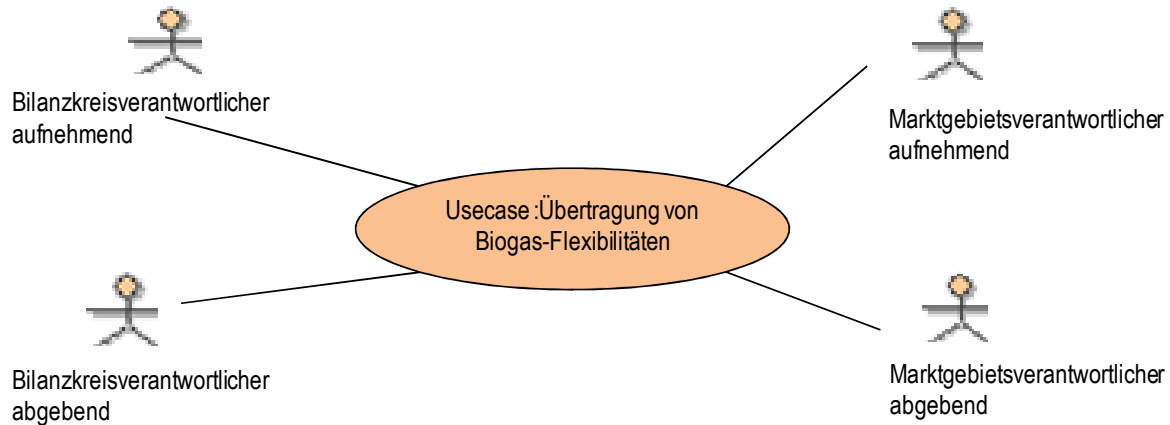 Bilanzkreisverantwortlicher
aufnehmend
Marktgebietsverantwortlicher
aufnehmend
Usecase :Übertragung von
Biogas-Flexibilitäten
Bilanzkreisverantwortlicher
abgebend
Marktgebietsverantwortlicher
abgebend